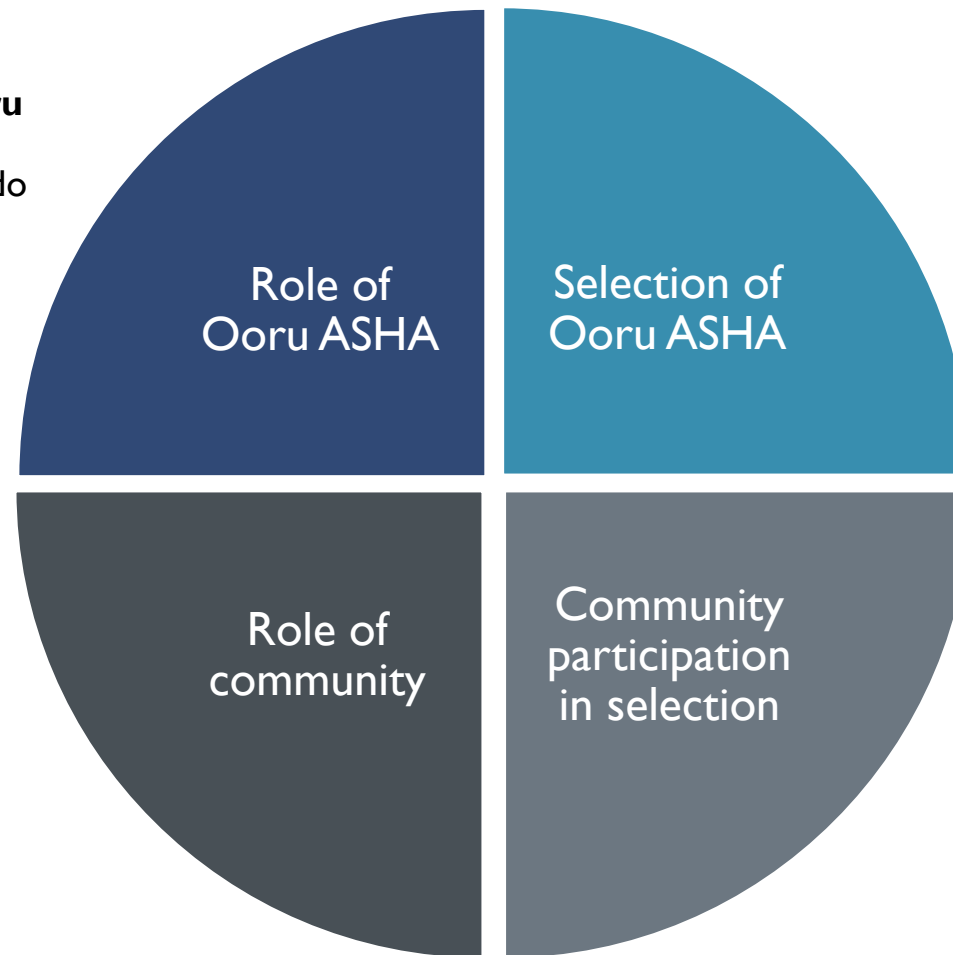 Role of
Ooru ASHA
Selection of
Ooru ASHA
Role of
community
Community
participation
in selection